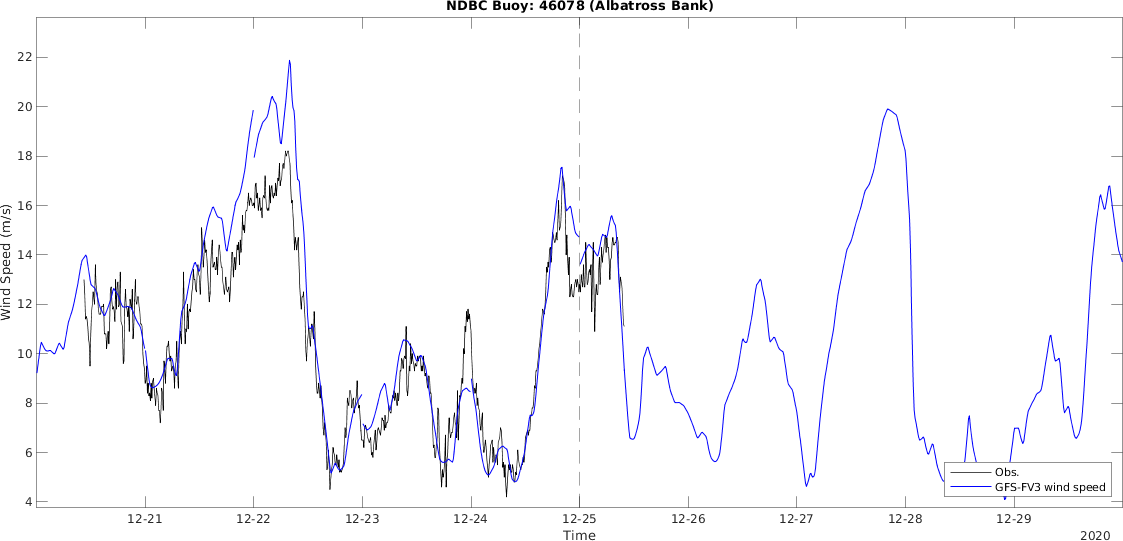 NDBC Buoy: 46078 (Albatross Bank)
Wind Speed (m/s)
22
20
18
16
14
12
10
8
6
4
Obs.
GFS-FV3 wind speed
12-21 12-22 12-23 12-24 12-25 12-26 12-27 12-28 12-29
Time
2020